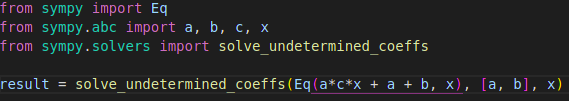 from sympy import Eq
from sympy.abc import a, b, c, x
from sympy.solvers import solve_undetermined_coeffs
result = solve_undetermined_coeffs(Eq(a*c*x + a + b, x), [a, b], x)